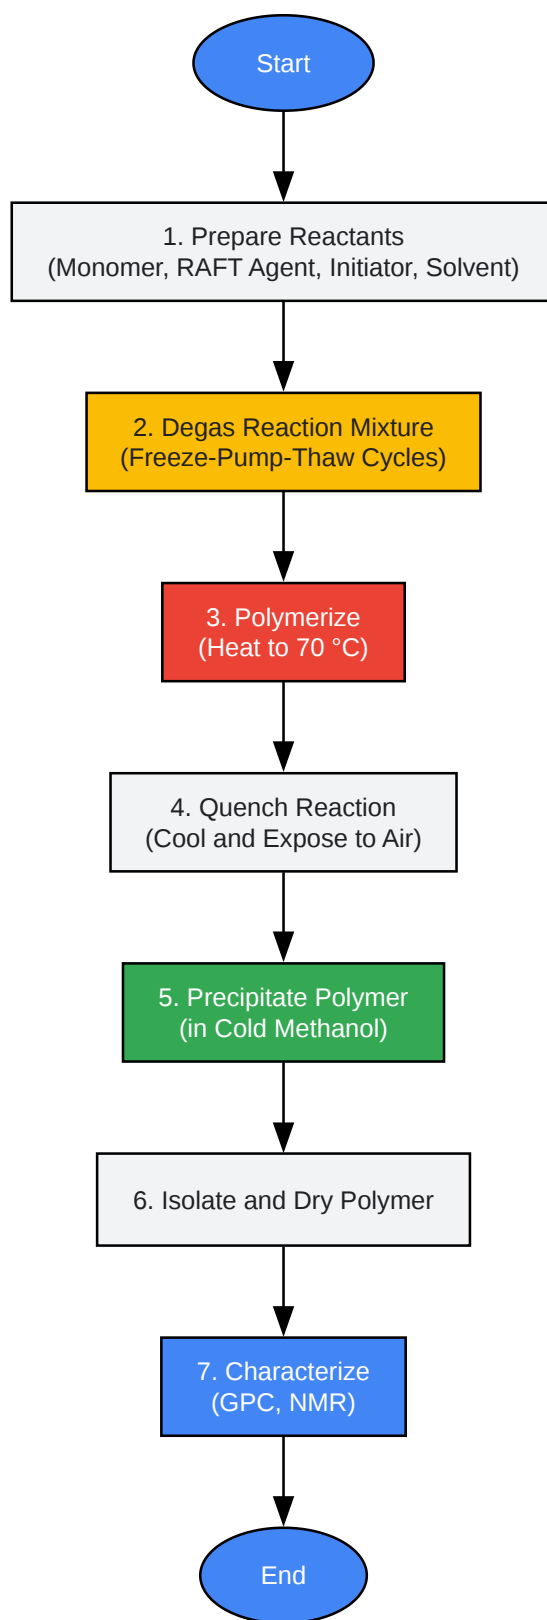 Start
1. Prepare Reactants
(Monomer, RAFT Agent, Initiator, Solvent)
2. Degas Reaction Mixture
(Freeze-Pump-Thaw Cycles)
3. Polymerize
(Heat to 70 °C)
4. Quench Reaction
(Cool and Expose to Air)
5. Precipitate Polymer
(in Cold Methanol)
6. Isolate and Dry Polymer
7. Characterize
(GPC, NMR)
End